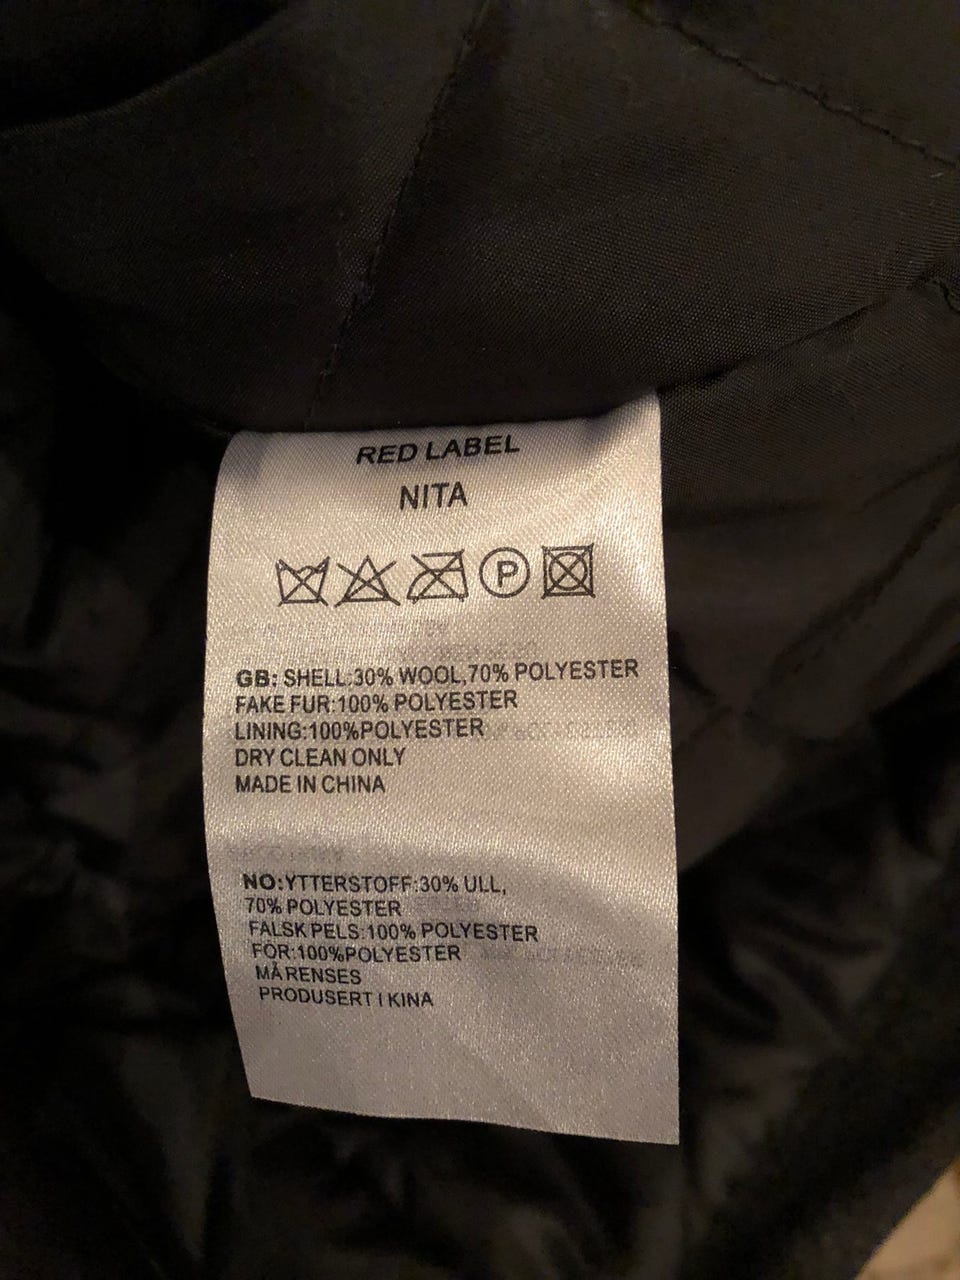 RED LABEL
NITA
P
GB: SHELL:30% WOOL,70% POLYESTER
FAKE FUR:100% POLYESTER
LINING:100%POLYESTER
DRY CLEAN ONLY
MADE IN CHINA
NO:YTTERSTOFF:30% ULL,
70% POLYESTER
FALSK PELS:100% POLYESTER
FÔR:100%POLYESTER
MÅ RENSES
PRODUSERT I KINA